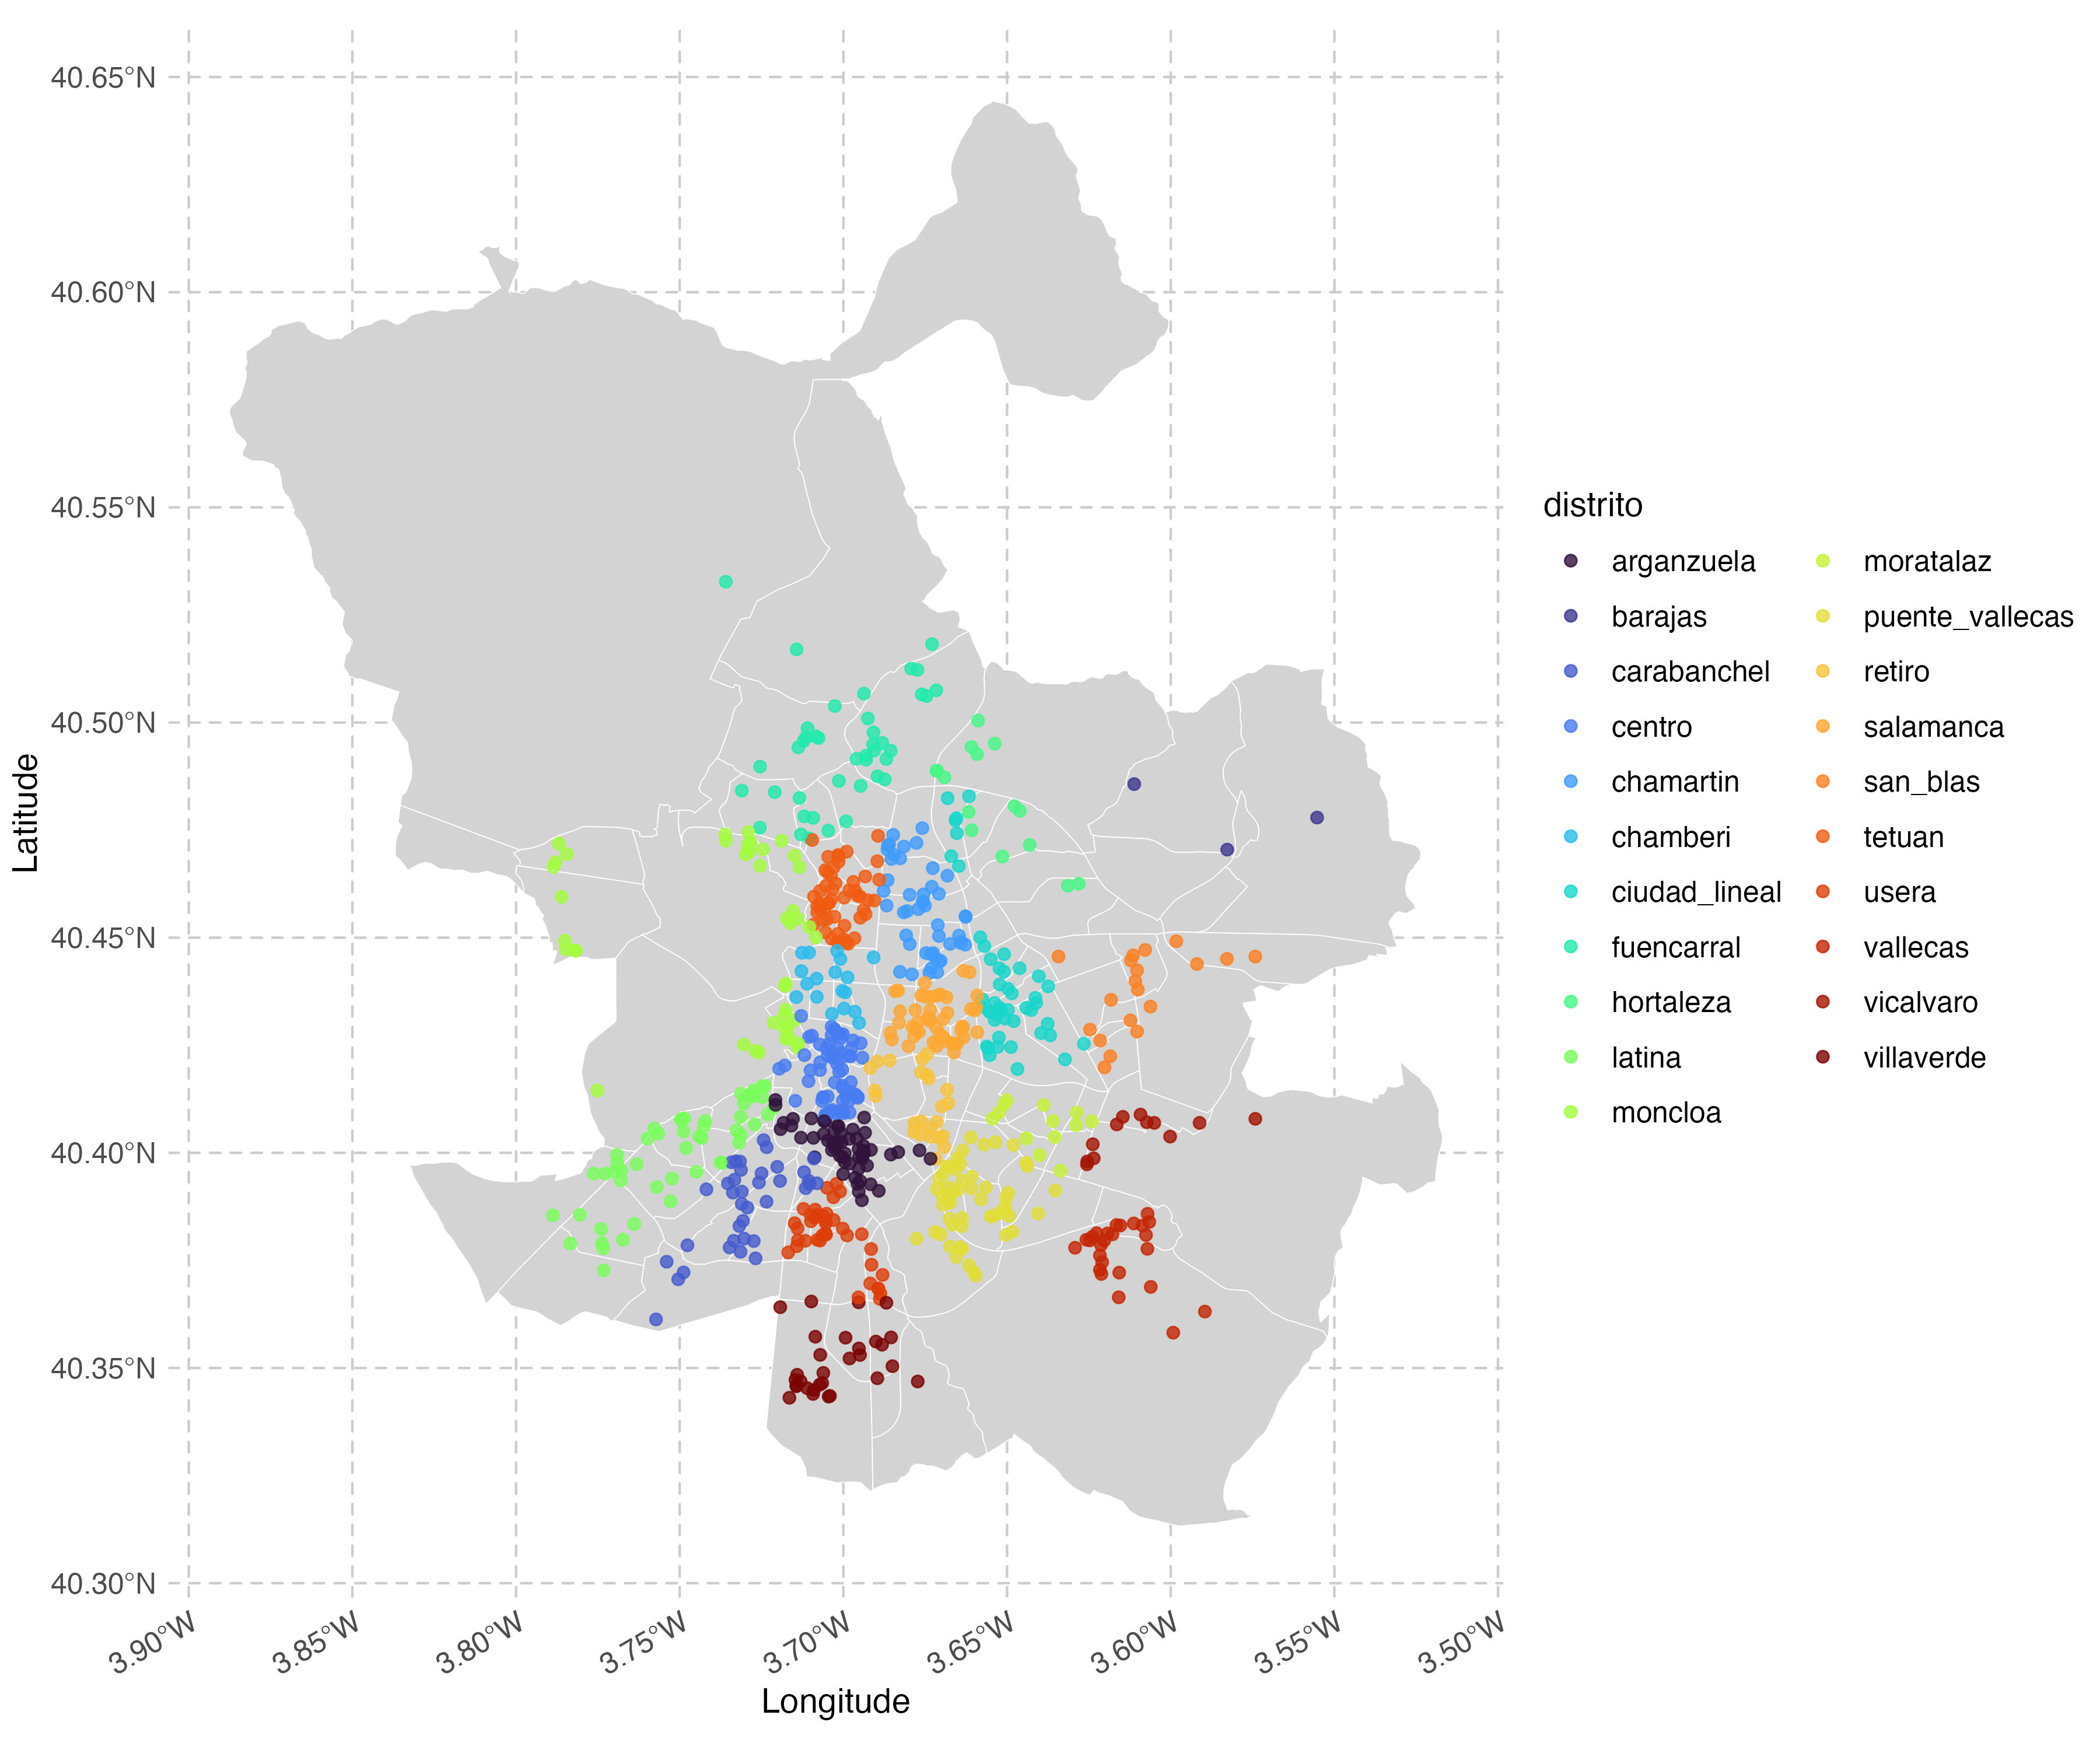 40.65°N
40.60°N
40.55°N
40.50°N
40.45°N
40.40°N
40.35°N
40.30°N
Latitude
3.90°W
3.85°W
3.80°W
3.75°W
3.70°W
3.65°W
3.60°W
3.55°W
3.50°W
Longitude
distrito
arganzuela
barajas
carabanchel
centro
chamartin
chamberi
ciudad_lineal
fuencarral
hortaleza
latina
moncloa
moratalaz
puente_vallecas
retiro
salamanca
san_blas
tetuan
usera
vallecas
vicalvaro
villaverde